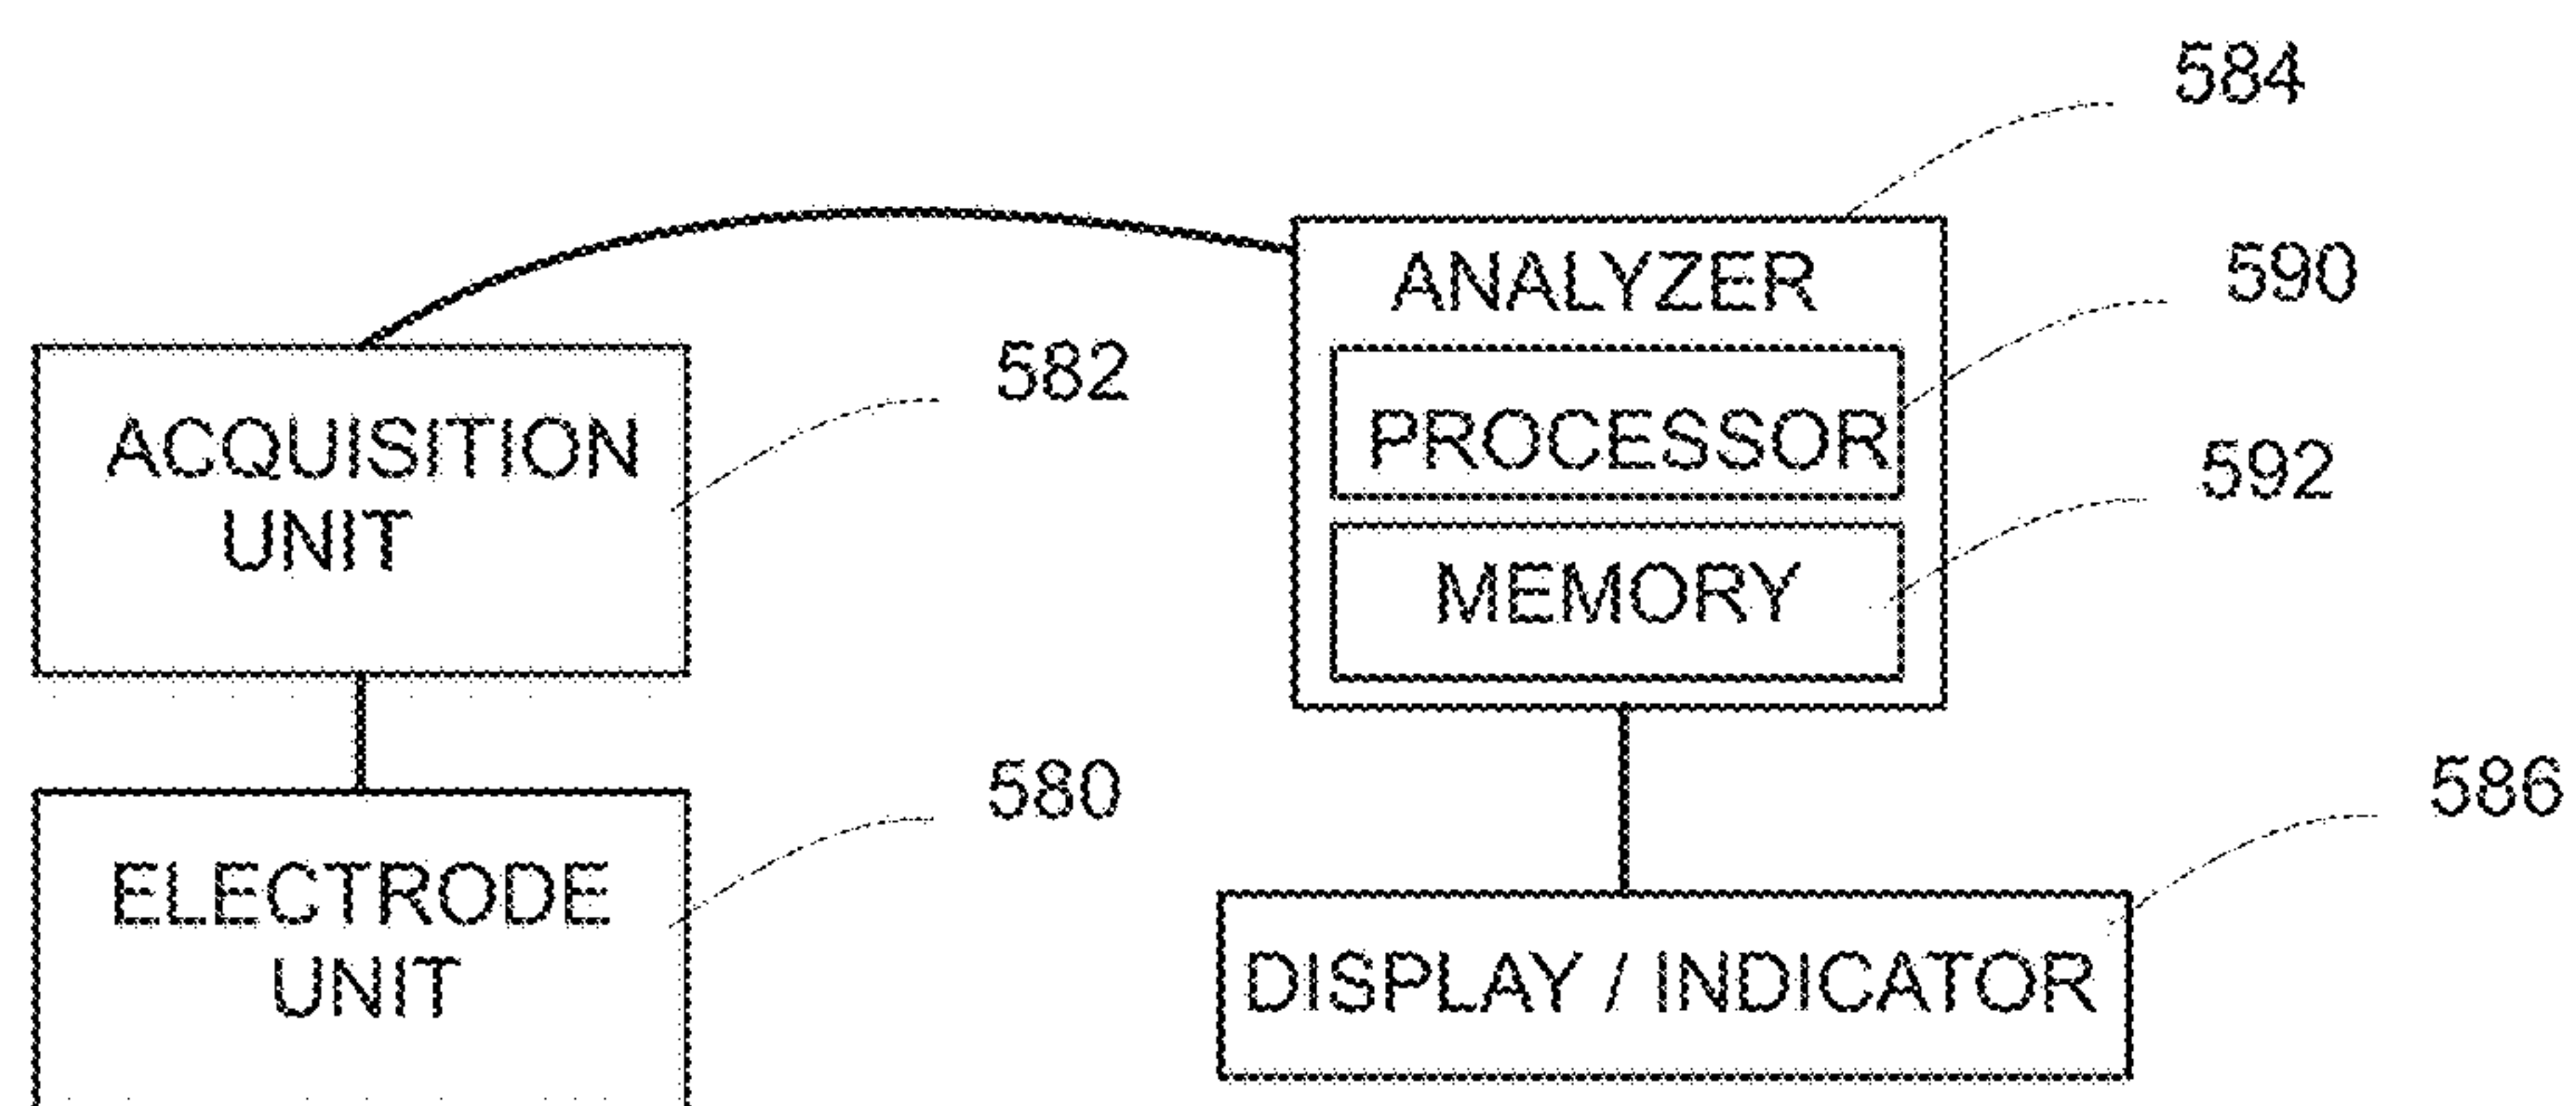 584
ANALYZER
590
PROCESSOR
592
MEMORY
582
ACQUISITION
UNIT
580
ELECTRODE
UNIT
586
DISPLAY / INDICATOR